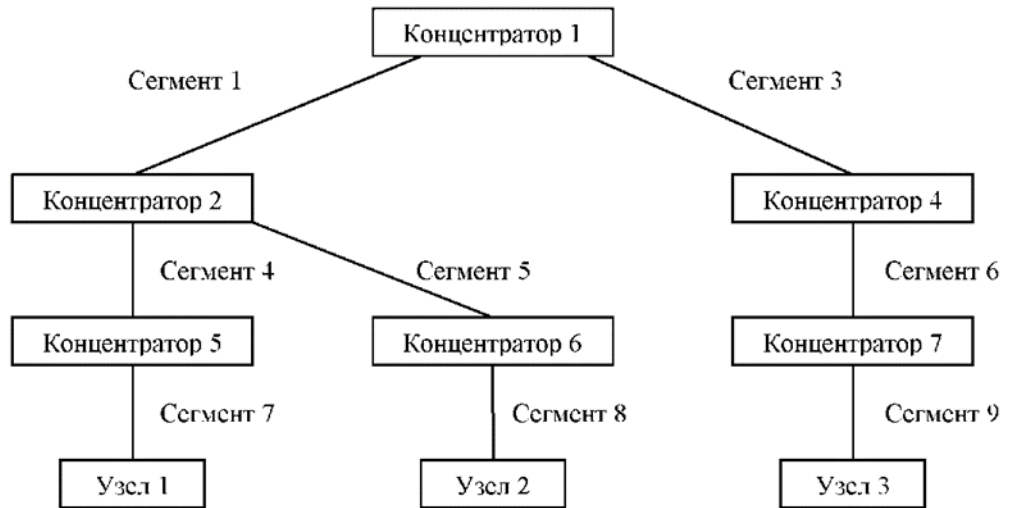 Концентратор 1
Сегмент 1
Сегмент 3
Концентратор 2
Концентратор 4
Сегмент 4
Сегмент 5
Сегмент 6
Концентратор 5
Концентратор 6
Концентратор 7
Сегмент 7
Сегмент 8
Сегмент 9
Узел 1
Узел 2
Узел 3